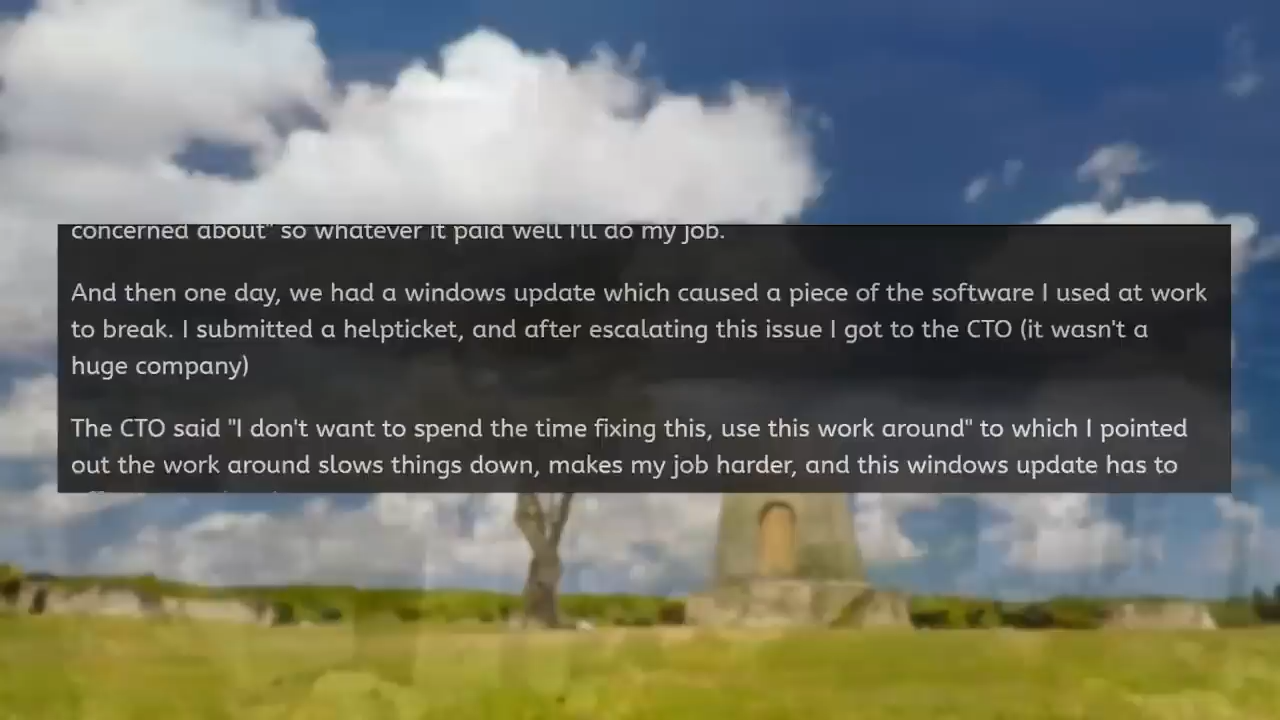 concerned about" so whatever it paid well I'll do my job.
And then one day, we had a windows update which caused a piece of the software I used at work
to break. I submitted a helpticket, and after escalating this issue I got to the CTO (it wasn't a
huge company)
The CTO said "I don't want to spend the time fixing this, use this work around" to which I pointed
out the work around slows things down, makes my job harder, and this windows update has to